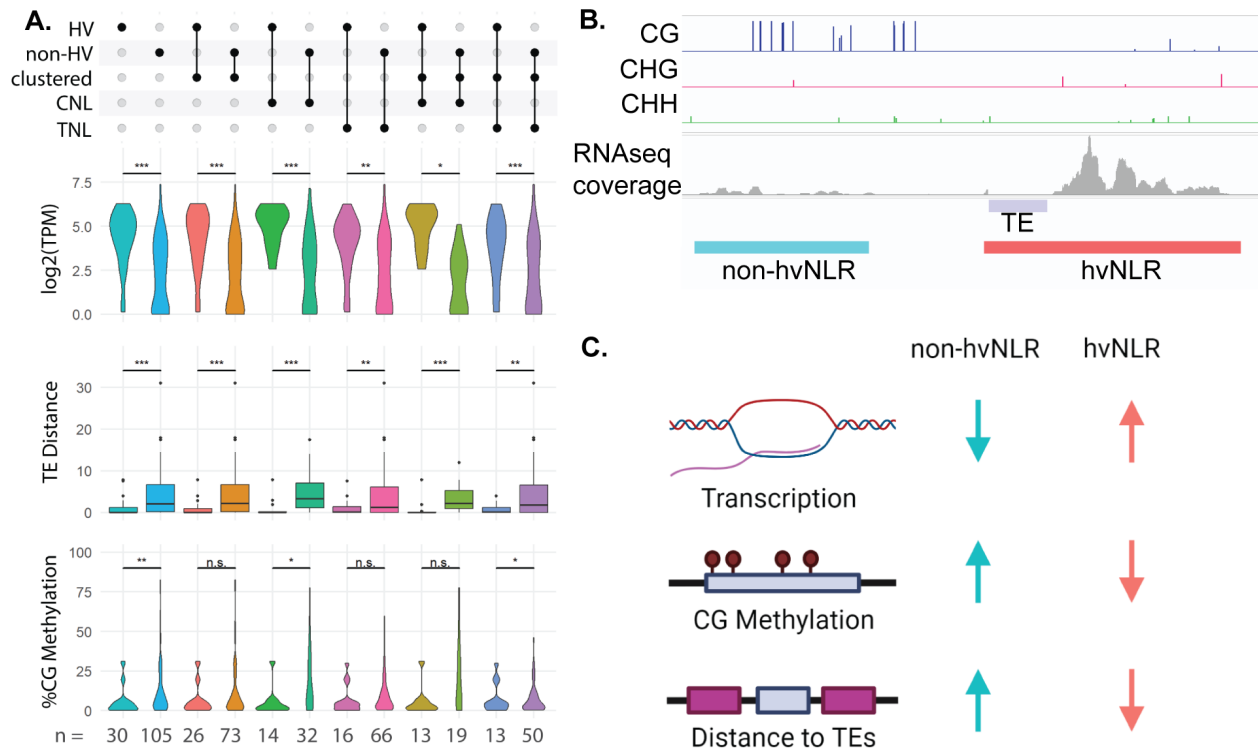 A.
HV
non-HV
clustered
CNL
TNL
*** *** *** ** * ***
log2(TPM)
7.5
5.0
2.5
0.0
*** *** *** ** *** **
TE Distance
30
20
10
0
** n.s. * n.s. n.s. *
%CG Methylation
100
75
50
25
0
n = 30 105 26 73 14 32 16 66 13 19 13 50
B.
CG
CHG
CHH
RNAseq
coverage
TE
non-hvNLR hvNLR
C.
non-hvNLR hvNLR
Transcription
CG Methylation
Distance to TEs